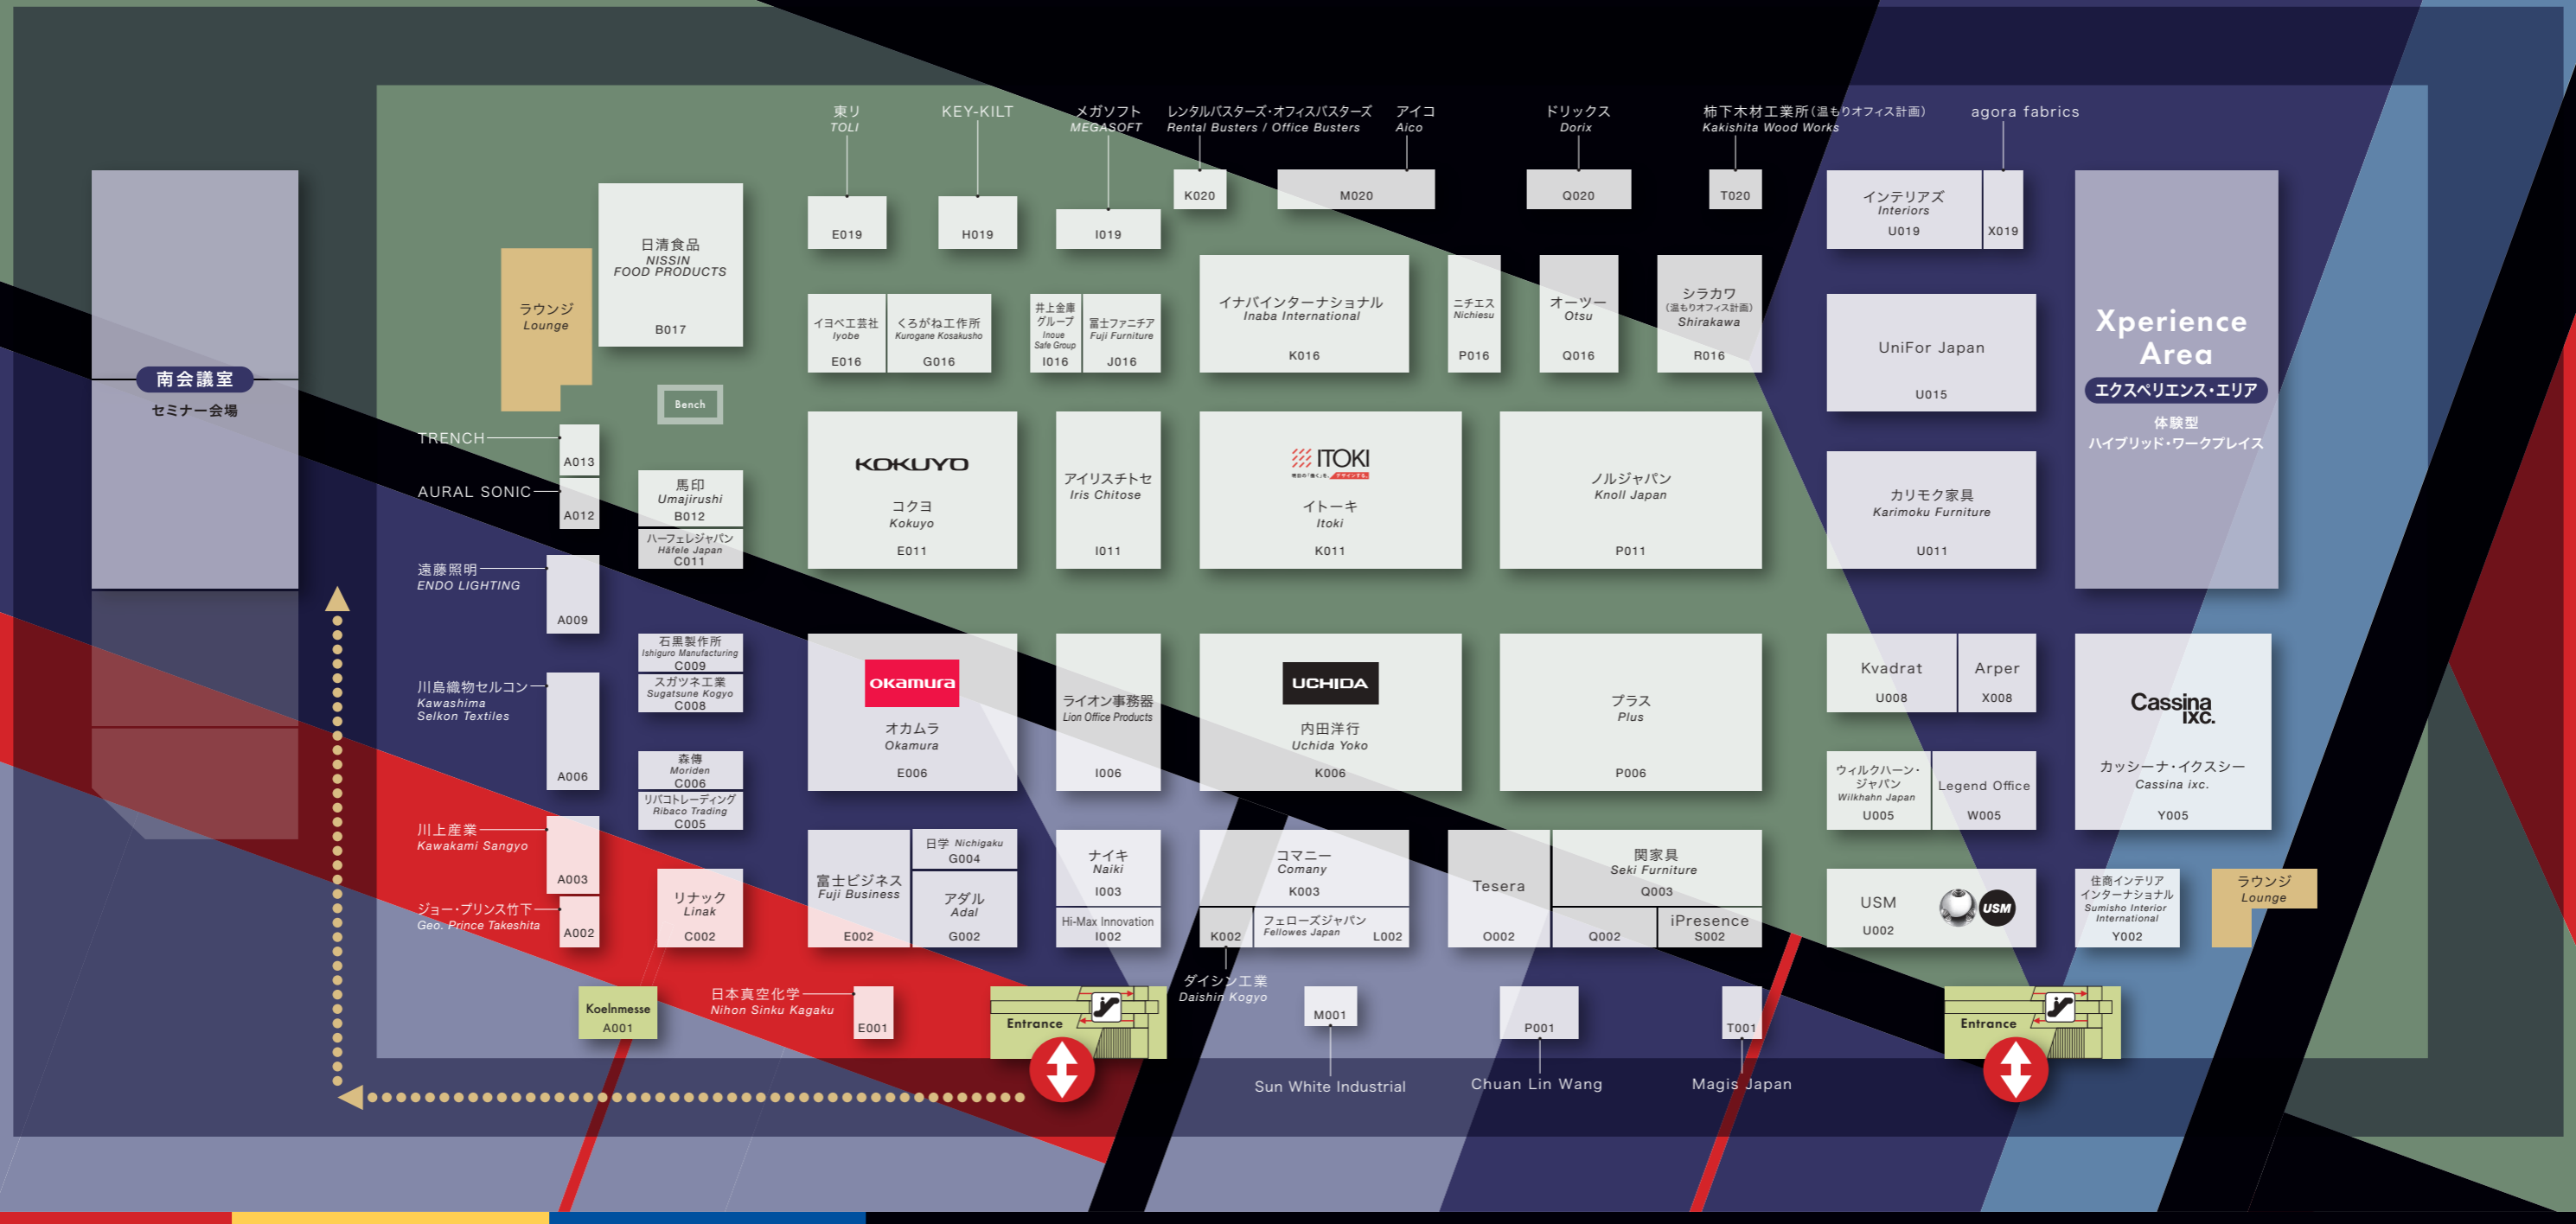 東リ
TOLI
KEY-KILT
メガソフト
MEGASOFT
レンタルバスターズ・オフィスバスターズ
Rental Busters / Office Busters
アイコ
Aico
ドリックス
Dorix
柿下木材工業所(温もりオフィス計画)
Kakishita Wood Works
agora fabrics
E019
H019
I019
K020
M020
Q020
T020
インテリアズ
Interiors
U019
X019
日清食品
NISSIN
FOOD PRODUCTS
B017
ラウンジ
Lounge
イヨベ工芸社
Iyobe
E016
くろがね工作所
Kurogane Kosakusho
G016
井上金庫
グループ
Inoue
Safe Group
I016
冨士ファニチア
Fuji Furniture
J016
イナバインターナショナル
Inaba International
K016
ニチエス
Nichiesu
P016
オーツー
Otsu
Q016
シラカワ
(温もりオフィス計画)
Shirakawa
R016
UniFor Japan
U015
Xperience
Area
エクスペリエンス・エリア
体験型
ハイブリッド・ワークプレイス
南会議室
セミナー会場
Bench
TRENCH
A013
AURAL SONIC
A012
馬印
Umajirushi
B012
ハーフェレジャパン
Häfele Japan
C011
KOKUYO
コクヨ
Kokuyo
E011
アイリスチトセ
Iris Chitose
I011
ITOKI
明日の「働く」を、デザインする。
イトーキ
Itoki
K011
ノルジャパン
Knoll Japan
P011
カリモク家具
Karimoku Furniture
U011
遠藤照明
ENDO LIGHTING
A009
石黒製作所
Ishiguro Manufacturing
C009
スガツネ工業
Sugatsune Kogyo
C008
川島織物セルコン
Kawashima
Selkon Textiles
A006
森傳
Moriden
C006
リバコトレーディング
Ribaco Trading
C005
okamura
オカムラ
Okamura
E006
ライオン事務器
Lion Office Products
I006
UCHIDA
内田洋行
Uchida Yoko
K006
プラス
Plus
P006
Kvadrat
U008
Arper
X008
ウィルクハーン・
ジャパン
Wilkhahn Japan
U005
Legend Office
W005
Cassina
ixc.
カッシーナ・イクスシー
Cassina ixc.
Y005
川上産業
Kawakami Sangyo
A003
ジョー・プリンス竹下
Geo. Prince Takeshita
A002
リナック
Linak
C002
富士ビジネス
Fuji Business
E002
日学 Nichigaku
G004
アダル
Adal
G002
ナイキ
Naiki
I003
Hi-Max Innovation
I002
コマニー
Comany
K003
K002
フェローズジャパン
Fellowes Japan
L002
Tesera
O002
関家具
Seki Furniture
Q003
Q002
iPresence
S002
USM
U002
USM
住商インテリア
インターナショナル
Sumisho Interior
International
Y002
ラウンジ
Lounge
Koelnmesse
A001
日本真空化学
Nihon Sinku Kagaku
E001
Entrance
ダイシン工業
Daishin Kogyo
M001
Sun White Industrial
P001
Chuan Lin Wang
T001
Magis Japan
Entrance